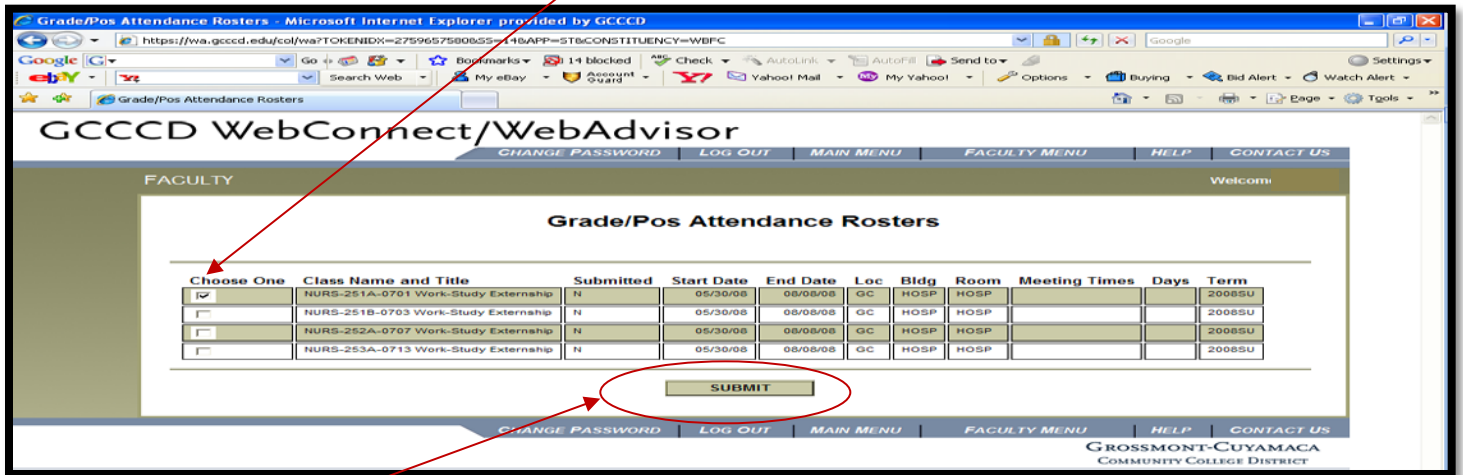 Grade/Pos Attendance Rosters - Microsoft Internet Explorer provided by GCCCD
https://wa.gcccd.edu/col/wa?TOKENIDX=2759657580&SS=14&APP=ST&CONSTITUENCY=WBFC Google
Google Go Bookmarks 14 blocked Check AutoLink AutoFill Send to Settings
Search Web My eBay Account Guard Yahoo! Mail My Yahoo! Options Buying Bid Alert Watch Alert
Grade/Pos Attendance Rosters Page Tools
GCCCD WebConnect/WebAdvisor
CHANGE PASSWORD LOG OUT MAIN MENU FACULTY MENU HELP CONTACT US
FACULTY Welcom
Grade/Pos Attendance Rosters
Choose One Class Name and Title Submitted Start Date End Date Loc Bldg Room Meeting Times Days Term
NURS-251A-0701 Work-Study Externship N 05/30/08 08/08/08 GC HOSP HOSP 2008SU
NURS-251B-0703 Work-Study Externship N 05/30/08 08/08/08 GC HOSP HOSP 2008SU
NURS-252A-0707 Work-Study Externship N 05/30/08 08/08/08 GC HOSP HOSP 2008SU
NURS-253A-0713 Work-Study Externship N 05/30/08 08/08/08 GC HOSP HOSP 2008SU
SUBMIT
CHANGE PASSWORD LOG OUT MAIN MENU FACULTY MENU HELP CONTACT US
GROSSMONT-CUYAMACA
COMMUNITY COLLEGE DISTRICT